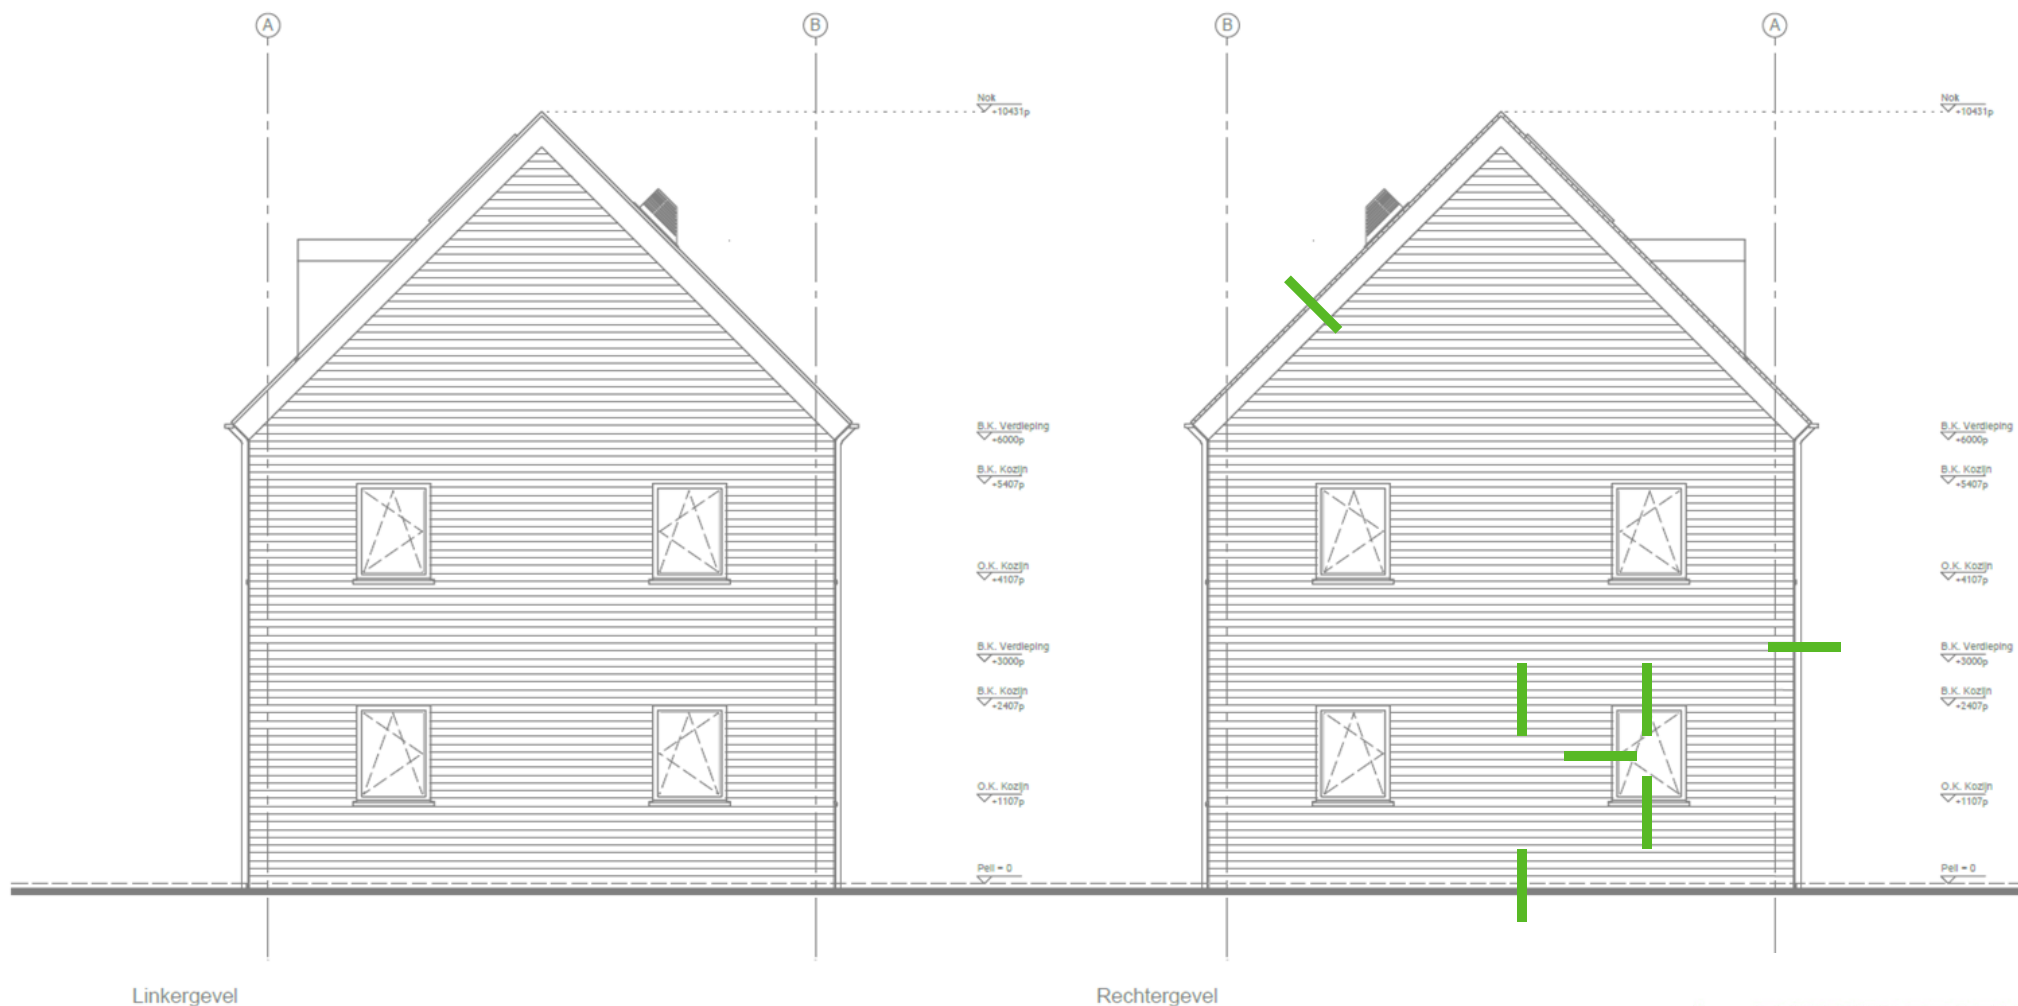 A
B
B
A
Nok
+10431p
Nok
+10431p
B.K. Verdieping
+6000p
B.K. Verdieping
+6000p
B.K. Kozijn
+5407p
B.K. Kozijn
+5407p
O.K. Kozijn
+4107p
O.K. Kozijn
+4107p
B.K. Verdieping
+3000p
B.K. Verdieping
+3000p
B.K. Kozijn
+2407p
B.K. Kozijn
+2407p
O.K. Kozijn
+1107p
O.K. Kozijn
+1107p
Peil = 0
Peil = 0
Linkergevel
Rechtergevel